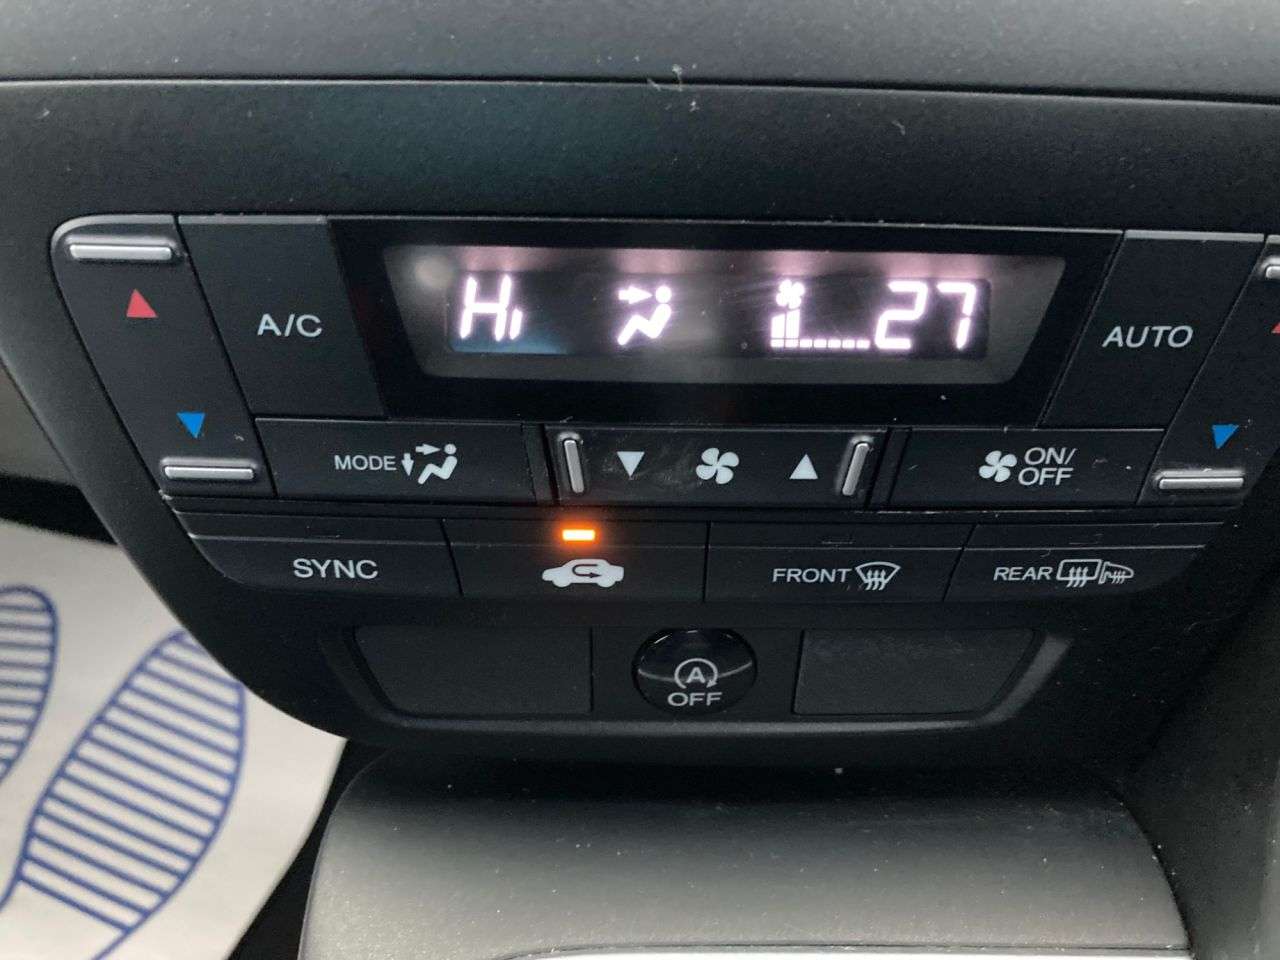 HI 27
A/C
AUTO
MODE
ON/
OFF
SYNC
FRONT
REAR
A
OFF